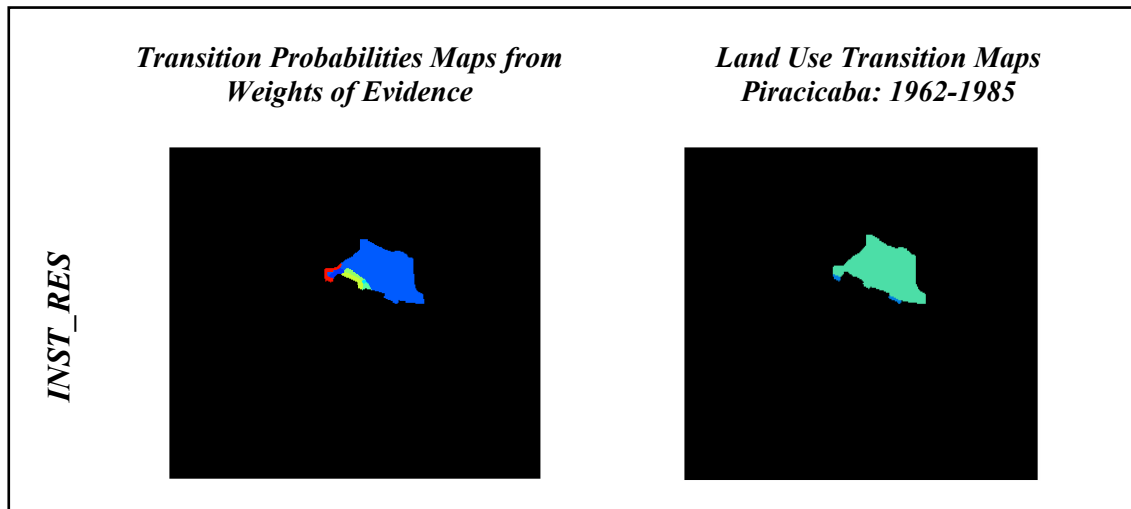 Transition Probabilities Maps from
Weights of Evidence
Land Use Transition Maps
Piracicaba: 1962-1985
INST_RES